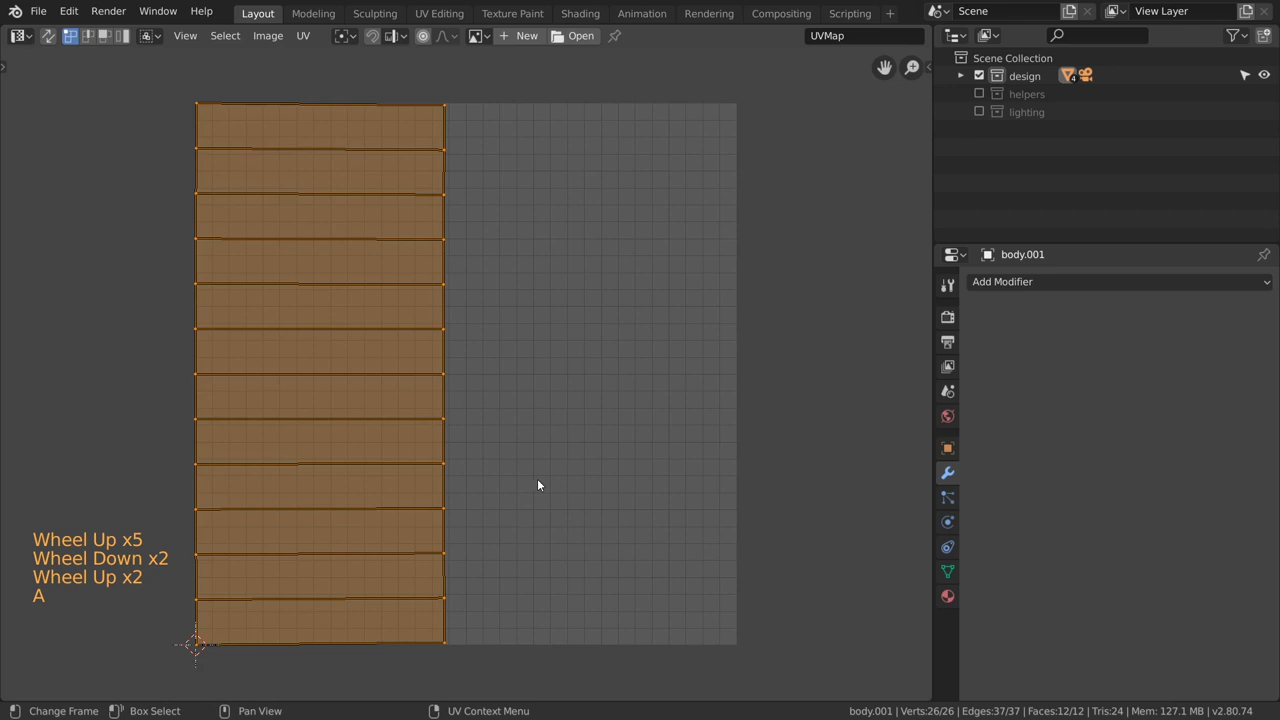 File Edit Render Window Help
Layout Modeling Sculpting UV Editing Texture Paint Shading Animation Rendering Compositing Scripting
Scene
View Layer
View Select Image UV
New Open
UVMap
Scene Collection
design 4
helpers
lighting
body.001
Add Modifier
Wheel Up x5
Wheel Down x2
Wheel Up x2
A
Change Frame Box Select Pan View UV Context Menu
body.001 | Verts:26/26 | Edges:37/37 | Faces:12/12 | Tris:24 | Mem: 127.1 MB | v2.80.74